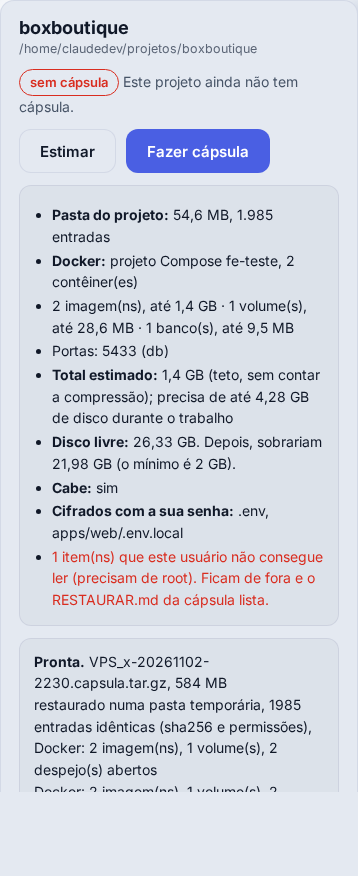 boxboutique
/home/claudedev/projetos/boxboutique
sem cápsula Este projeto ainda não tem
cápsula.
Estimar Fazer cápsula
• Pasta do projeto: 54,6 MB, 1.985
entradas
• Docker: projeto Compose fe-teste, 2
contêiner(es)
• 2 imagem(ns), até 1,4 GB · 1 volume(s),
até 28,6 MB · 1 banco(s), até 9,5 MB
• Portas: 5433 (db)
• Total estimado: 1,4 GB (teto, sem contar
a compressão); precisa de até 4,28 GB
de disco durante o trabalho
• Disco livre: 26,33 GB. Depois, sobrariam
21,98 GB (o mínimo é 2 GB).
• Cabe: sim
• Cifrados com a sua senha: .env,
apps/web/.env.local
• 1 item(ns) que este usuário não consegue
ler (precisam de root). Ficam de fora e o
RESTAURAR.md da cápsula lista.
Pronta. VPS_x-20261102-
2230.capsula.tar.gz, 584 MB
restaurado numa pasta temporária, 1985
entradas idênticas (sha256 e permissões),
Docker: 2 imagem(ns), 1 volume(s), 2
despejo(s) abertos
Docker: 2 imagem(ns), 1 volume(s), 2